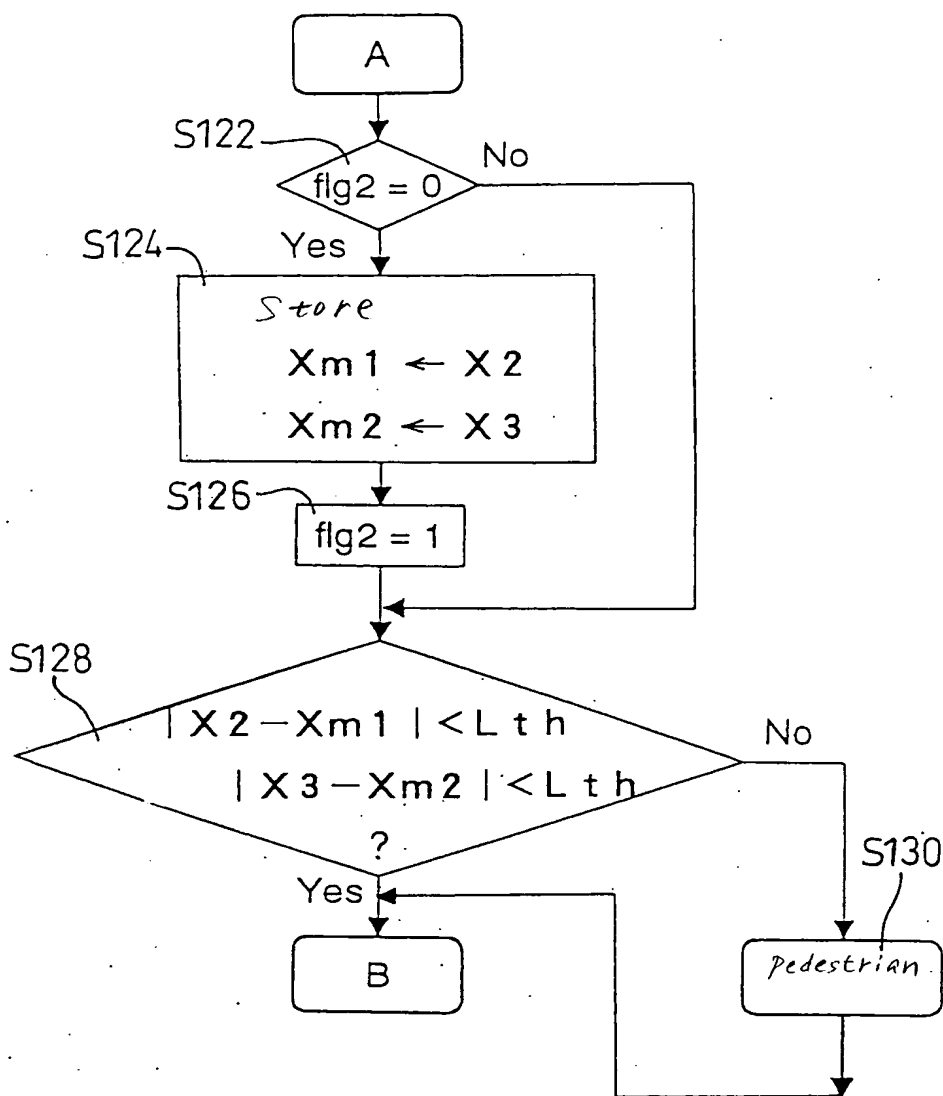 A
S122
flg2 = 0
No
Yes
S124
Store
Xm1 ← X2
Xm2 ← X3
S126
flg2 = 1
S128
| X2 – Xm1 | < Lth
| X3 – Xm2 | < Lth
?
No
Yes
S130
pedestrian
B